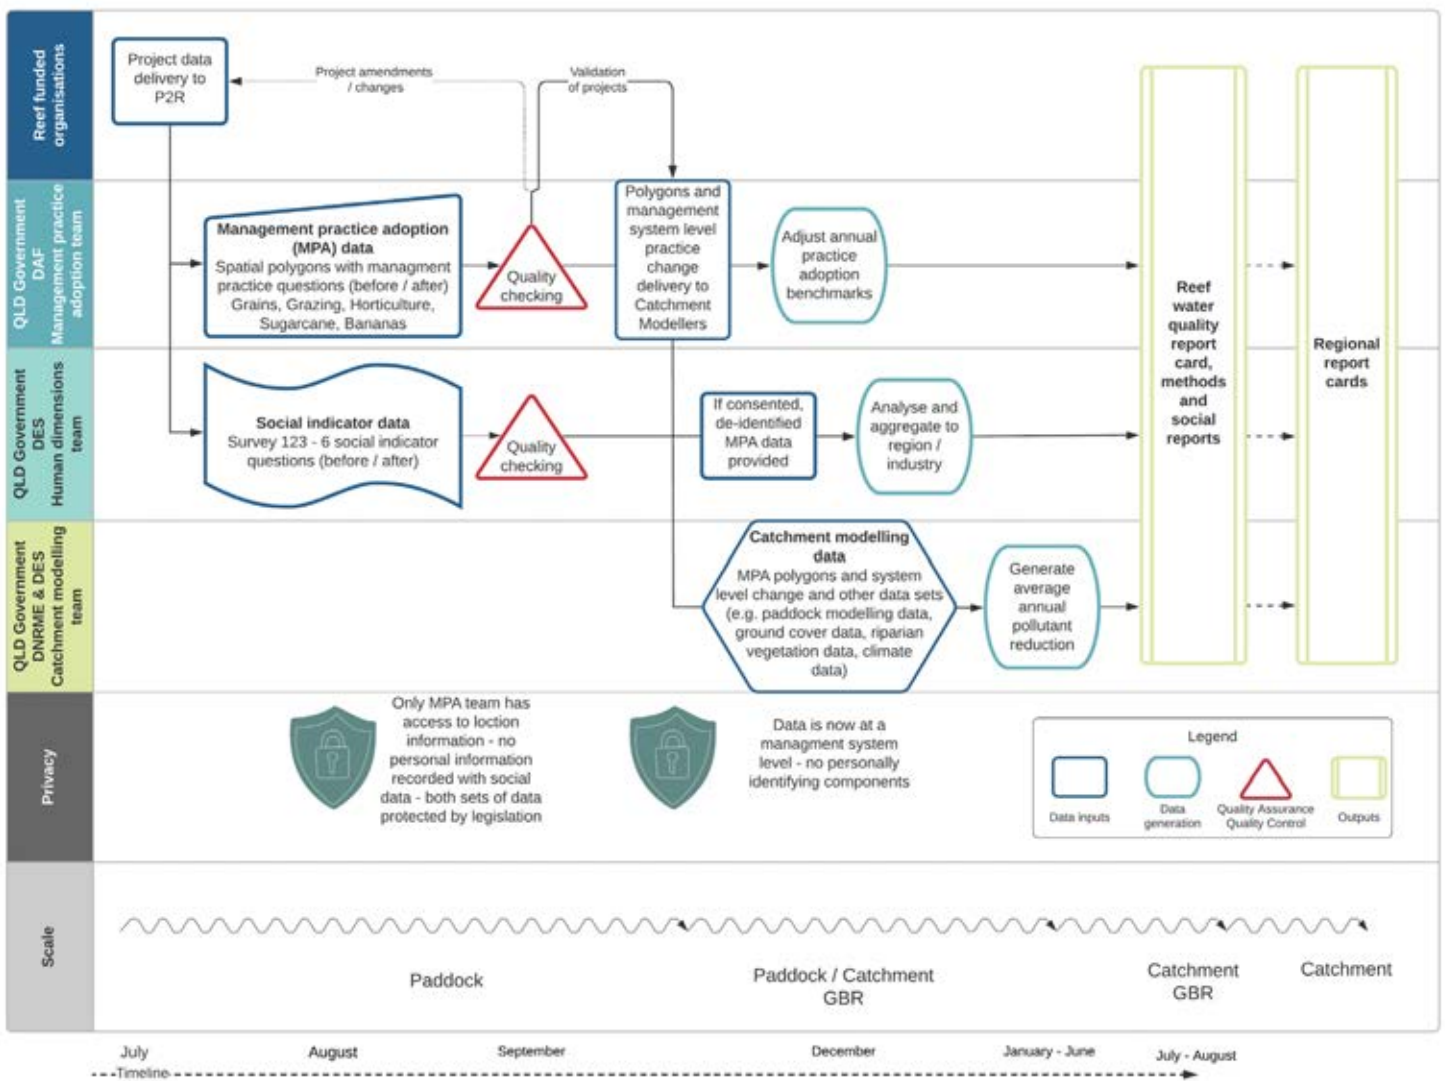 Reef funded
organisations
Project data
delivery to
P2R
Project amendments
/ changes
Validation
of projects
QLD Government
DAF
Management practice
adoption team
Management practice adoption
(MPA) data
Spatial polygons with managment
practice questions (before / after)
Grains, Grazing, Horticulture,
Sugarcane, Bananas
Quality
checking
Polygons and
management
system level
practice
change
delivery to
Catchment
Modellers
Adjust annual
practice
adoption
benchmarks
Reef
water
quality
report
card,
methods
and
social
reports
Regional
report
cards
QLD Government
DES
Human dimensions
team
Social indicator data
Survey 123 - 6 social indicator
questions (before / after)
Quality
checking
If consented,
de-identified
MPA data
provided
Analyse and
aggregate to
region /
industry
QLD Government
DNRME & DES
Catchment modelling
team
Catchment modelling
data
MPA polygons and system
level change and other data sets
(e.g. paddock modelling data,
ground cover data, riparian
vegetation data, climate
data)
Generate
average
annual
pollutant
reduction
Privacy
Only MPA team has
access to loction
information - no
personal information
recorded with social
data - both sets of data
protected by legislation
Data is now at a
managment system
level - no personally
identifying components
Legend
Data inputs
Data
generation
Quality Assurance
Quality Control
Outputs
Scale
Paddock
Paddock / Catchment
GBR
Catchment
GBR
Catchment
July
August
September
December
January - June
July - August
Timeline